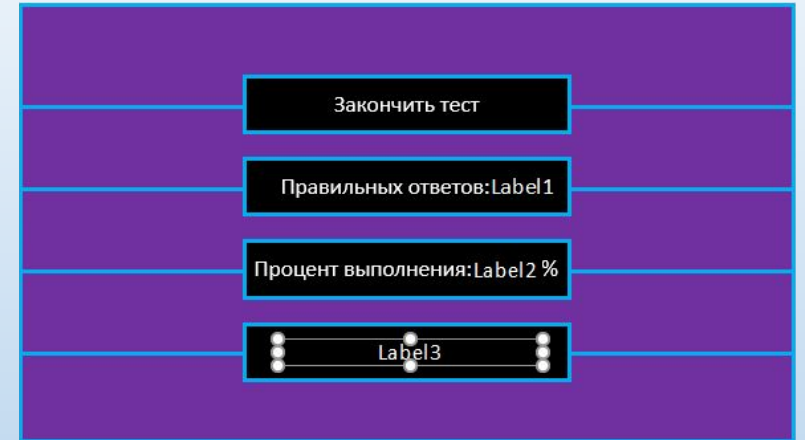 Закончить тест
Правильных ответов:Label1
Процент выполнения:Label2 %
Label3